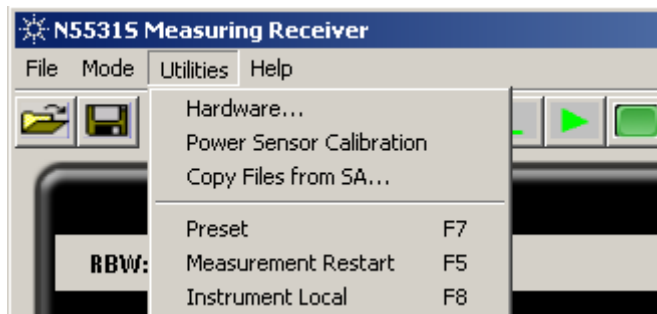 N5531S Measuring Receiver
File Mode Utilities Help
Hardware...
Power Sensor Calibration
Copy Files from SA...
Preset F7
RBW: Measurement Restart F5
Instrument Local F8